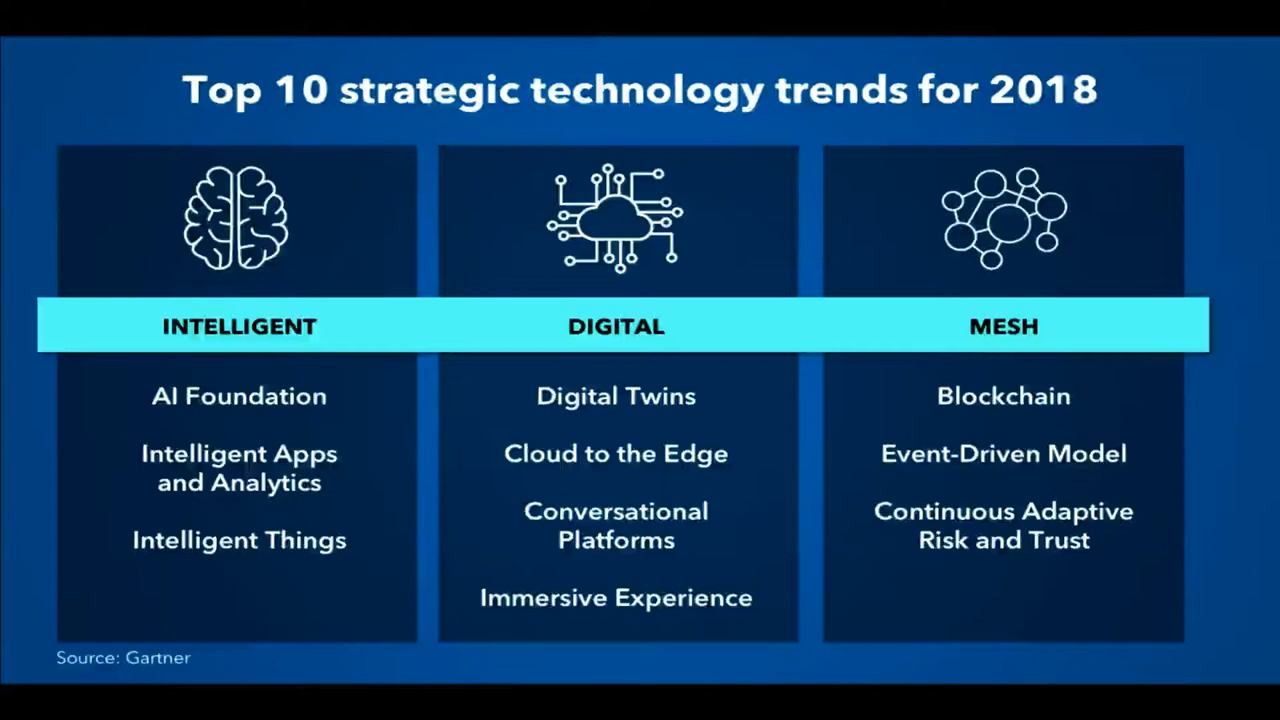 Top 10 strategic technology trends for 2018
INTELLIGENT
AI Foundation
Intelligent Apps
and Analytics
Intelligent Things
DIGITAL
Digital Twins
Cloud to the Edge
Conversational
Platforms
Immersive Experience
MESH
Blockchain
Event-Driven Model
Continuous Adaptive
Risk and Trust
Source: Gartner